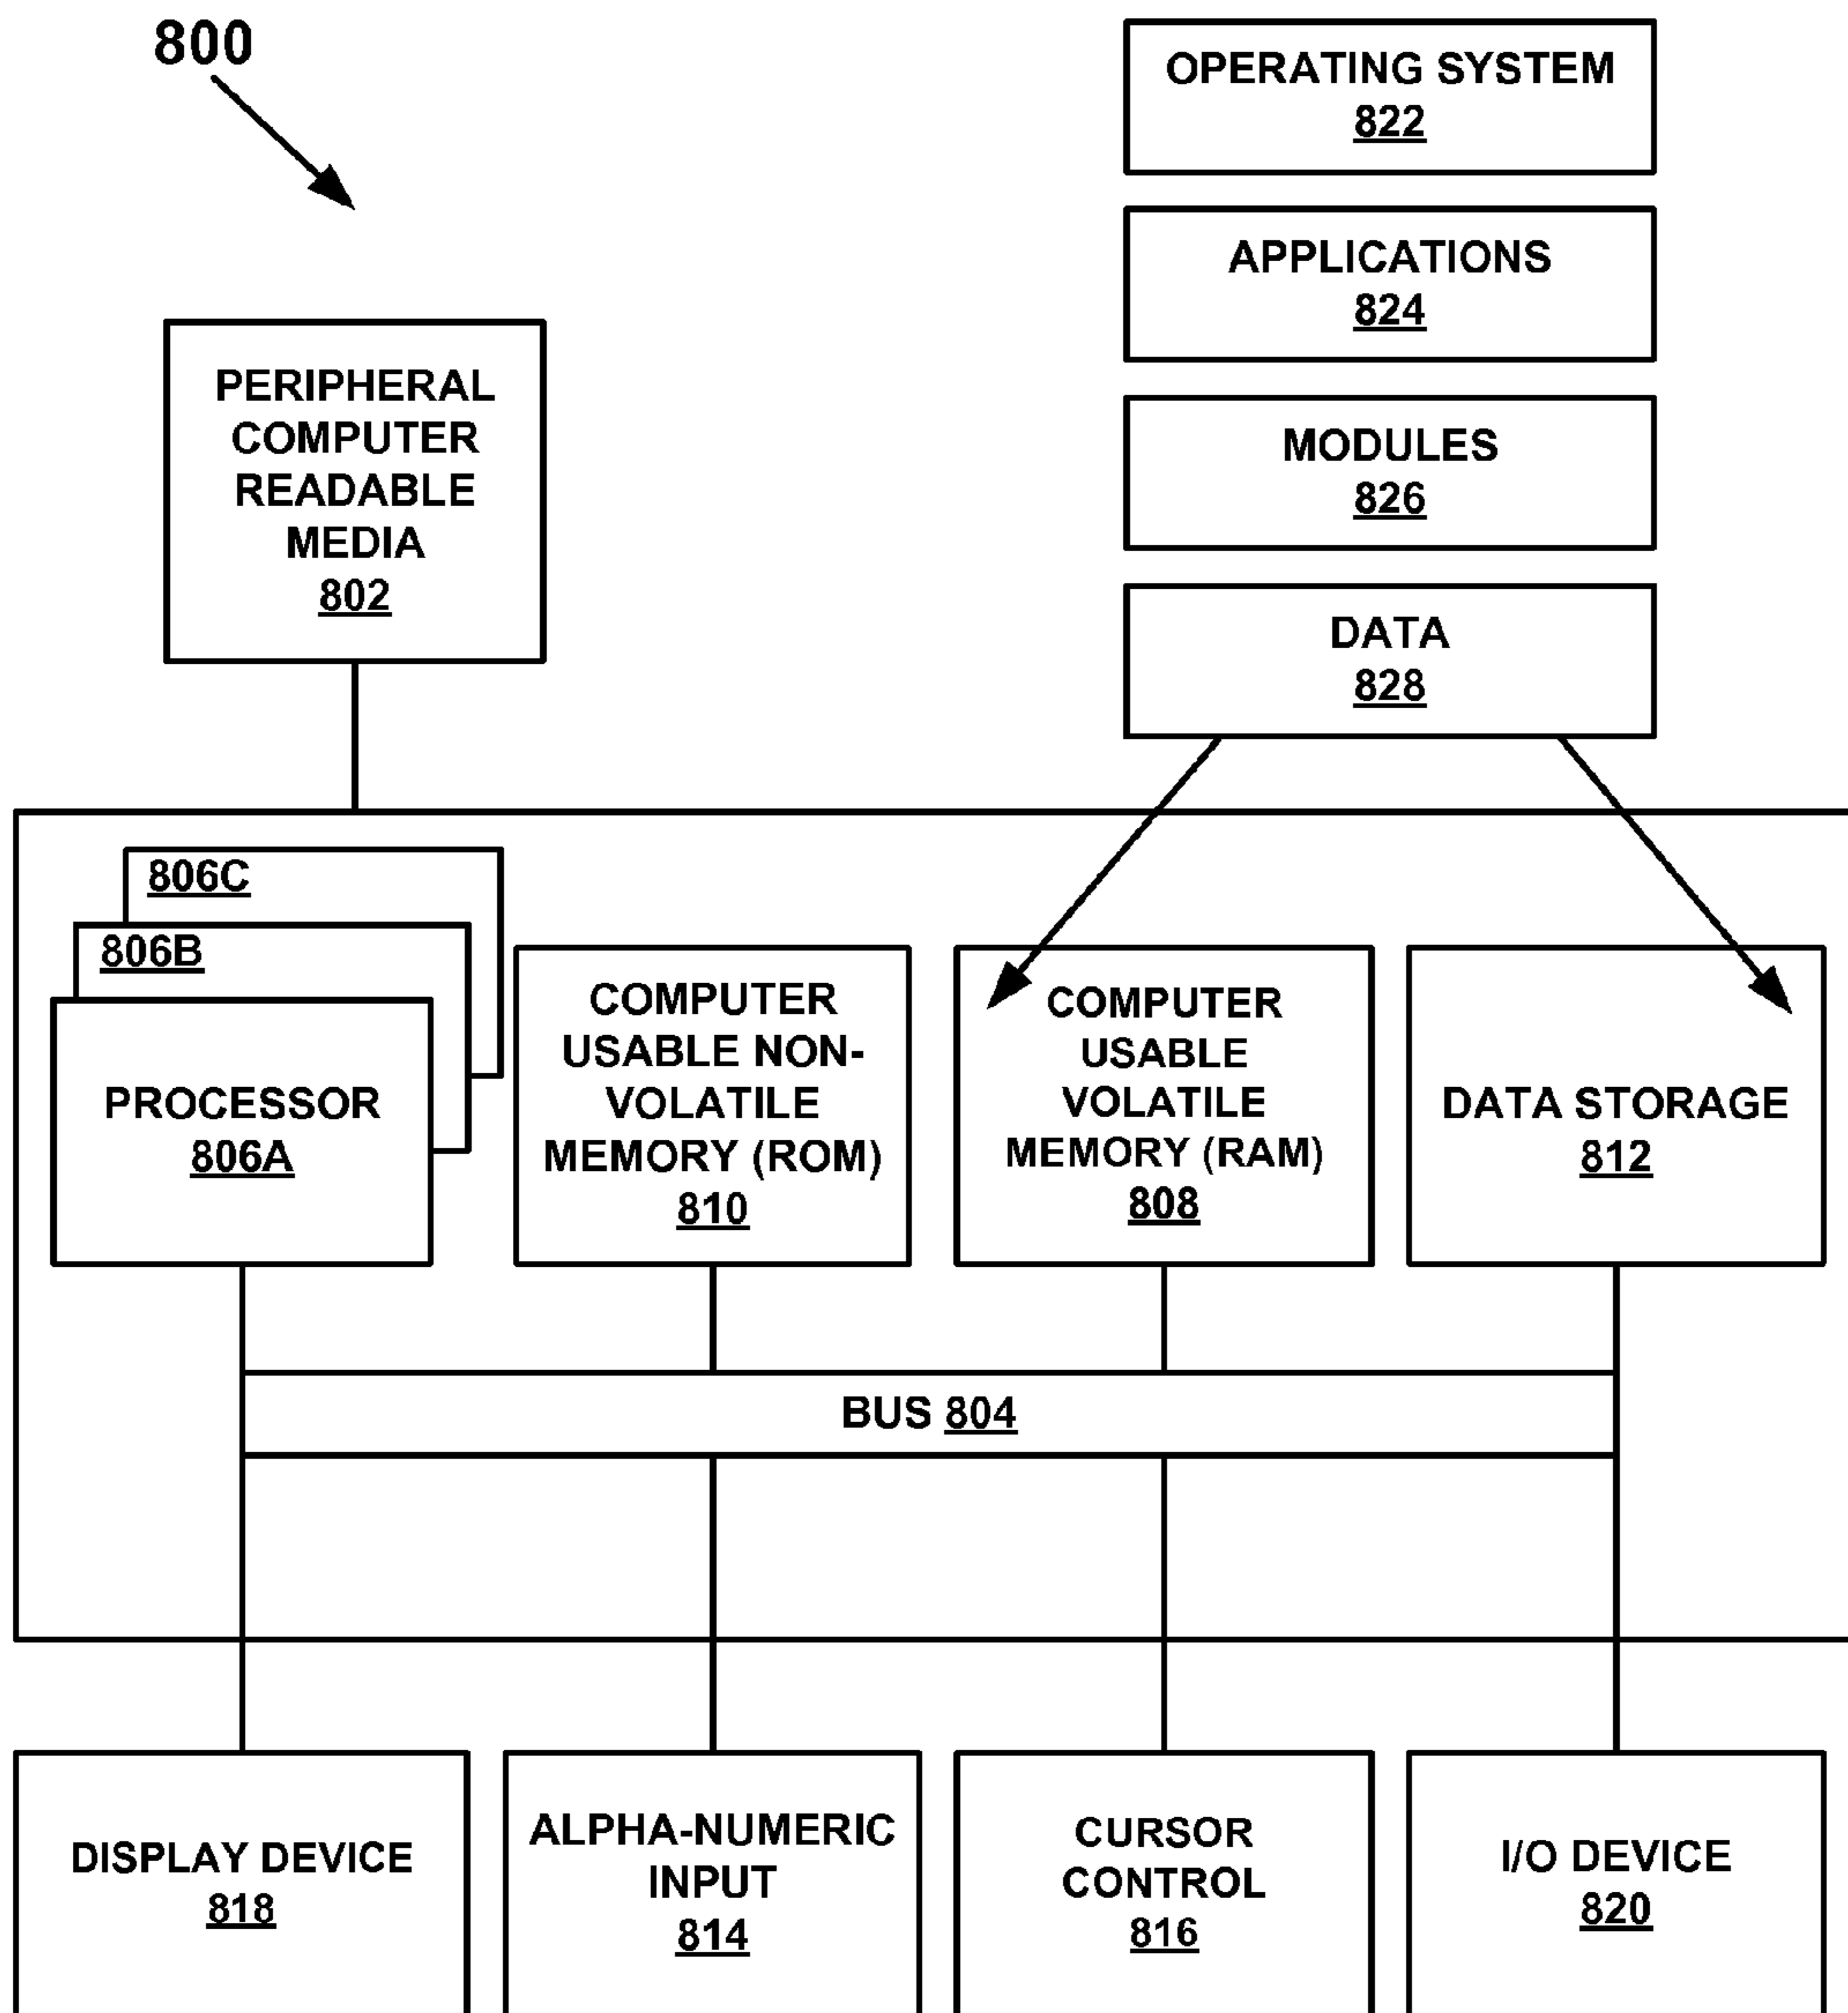 800
OPERATING SYSTEM
822
APPLICATIONS
824
MODULES
826
DATA
828
PERIPHERAL
COMPUTER
READABLE
MEDIA
802
806C
806B
PROCESSOR
806A
COMPUTER
USABLE NON-
VOLATILE
MEMORY (ROM)
810
COMPUTER
USABLE
VOLATILE
MEMORY (RAM)
808
DATA STORAGE
812
BUS 804
DISPLAY DEVICE
818
ALPHA-NUMERIC
INPUT
814
CURSOR
CONTROL
816
I/O DEVICE
820